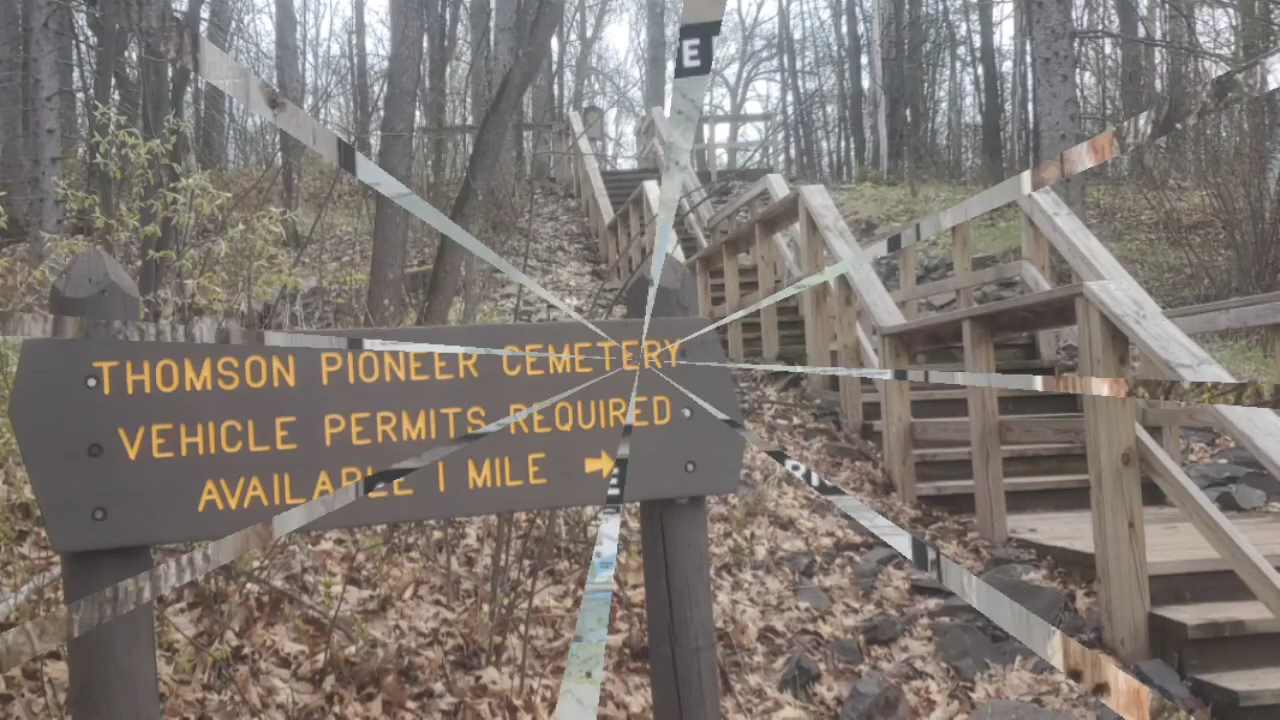 E
THOMSON PIONEER CEMETERY
VEHICLE PERMITS REQUIRED
AVAILABLE 1 MILE